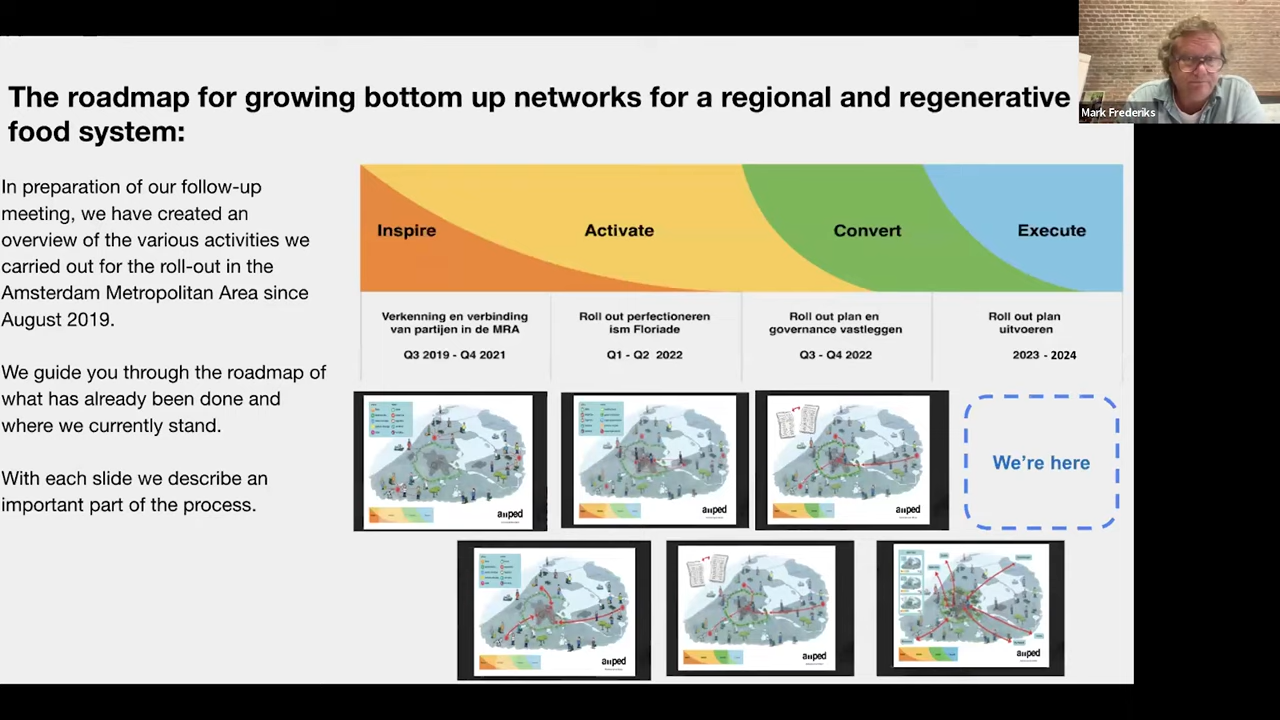 The roadmap for growing bottom up networks for a regional and regenerative
food system:
Mark Frederiks
In preparation of our follow-up
meeting, we have created an
overview of the various activities we
carried out for the roll-out in the
Amsterdam Metropolitan Area since
August 2019.
We guide you through the roadmap of
what has already been done and
where we currently stand.
With each slide we describe an
important part of the process.
Inspire
Activate
Convert
Execute
Verkenning en verbinding
van partijen in de MRA
Q3 2019 - Q4 2021
Roll out perfectioneren
ism Floriade
Q1 - Q2 2022
Roll out plan en
governance vastleggen
Q3 - Q4 2022
Roll out plan
uitvoeren
2023 - 2024
We're here